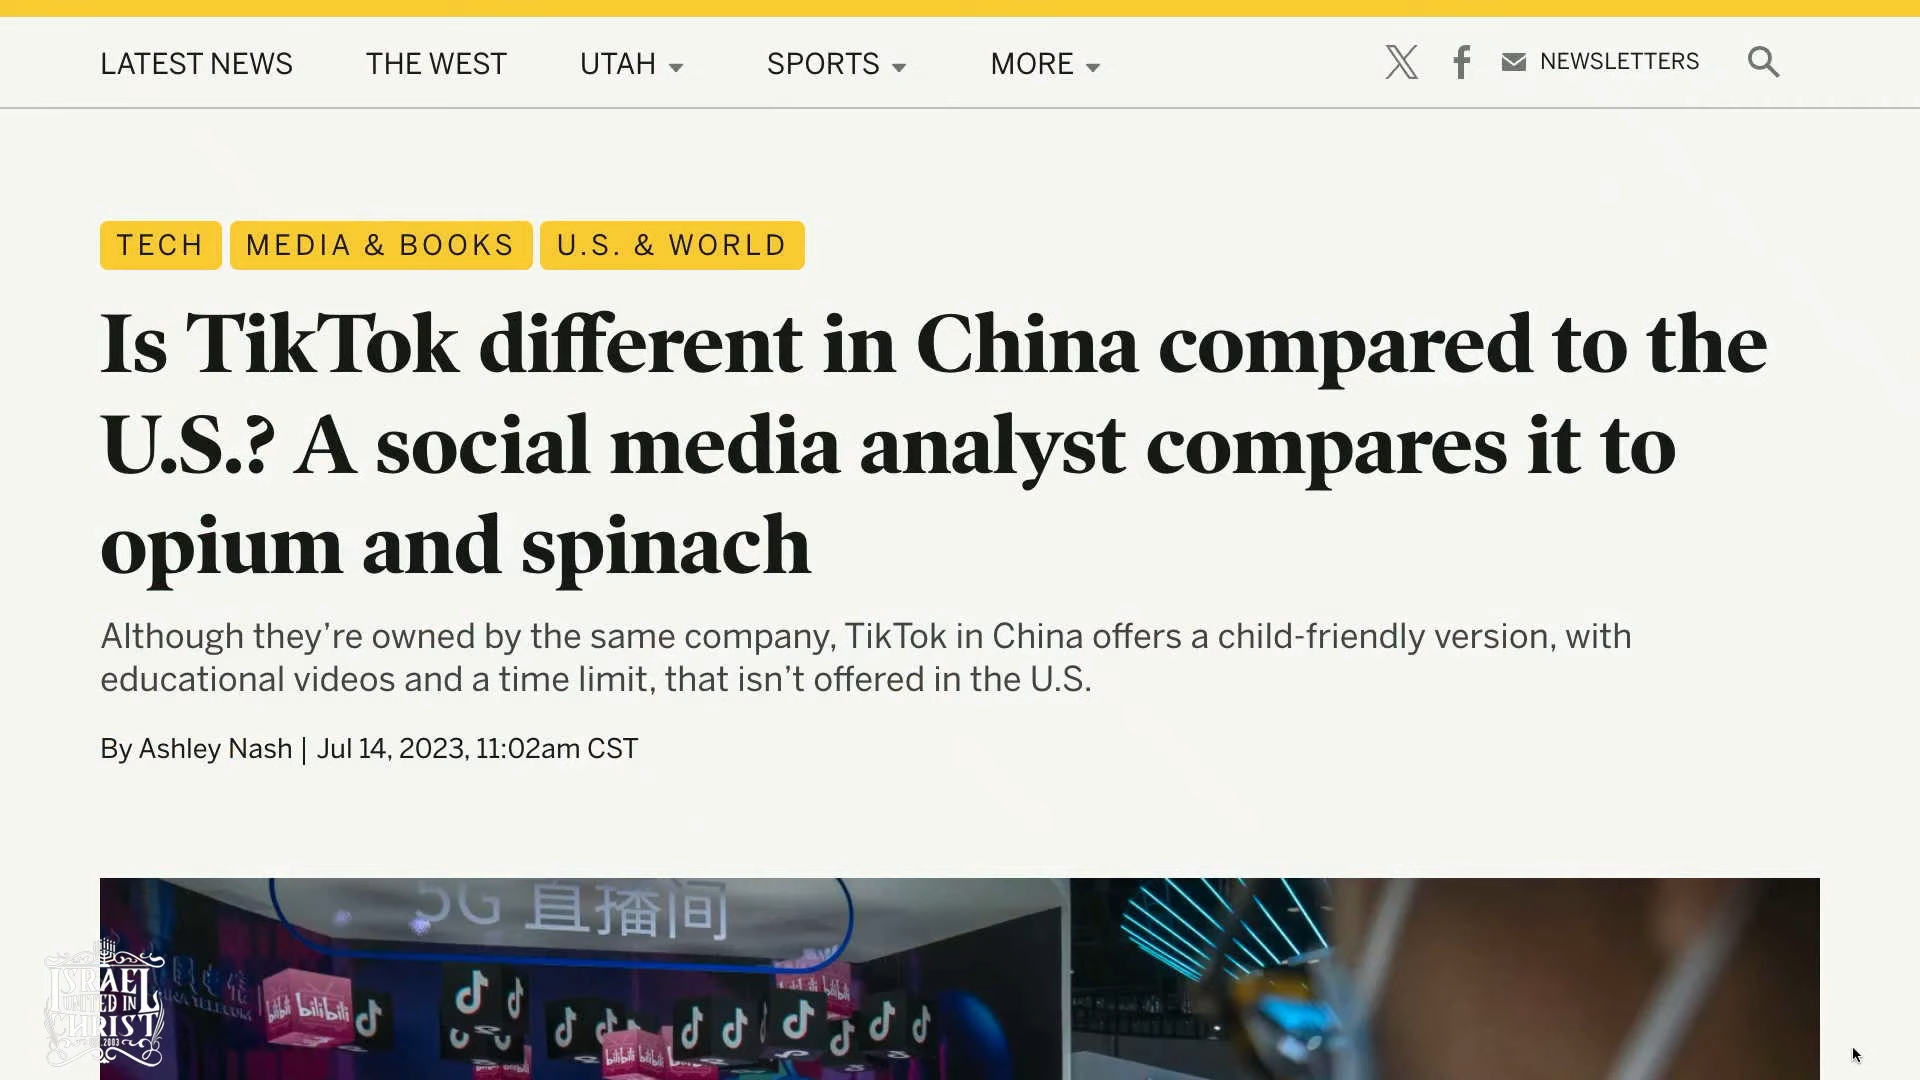 LATEST NEWS THE WEST UTAH SPORTS MORE NEWSLETTERS
TECH MEDIA & BOOKS U.S. & WORLD
Is TikTok different in China compared to the
U.S.? A social media analyst compares it to
opium and spinach
Although they’re owned by the same company, TikTok in China offers a child-friendly version, with
educational videos and a time limit, that isn’t offered in the U.S.
By Ashley Nash | Jul 14, 2023, 11:02am CST
5G 直播间
bilibili
bilibili
ISRAEL
UNITED IN
CHRIST